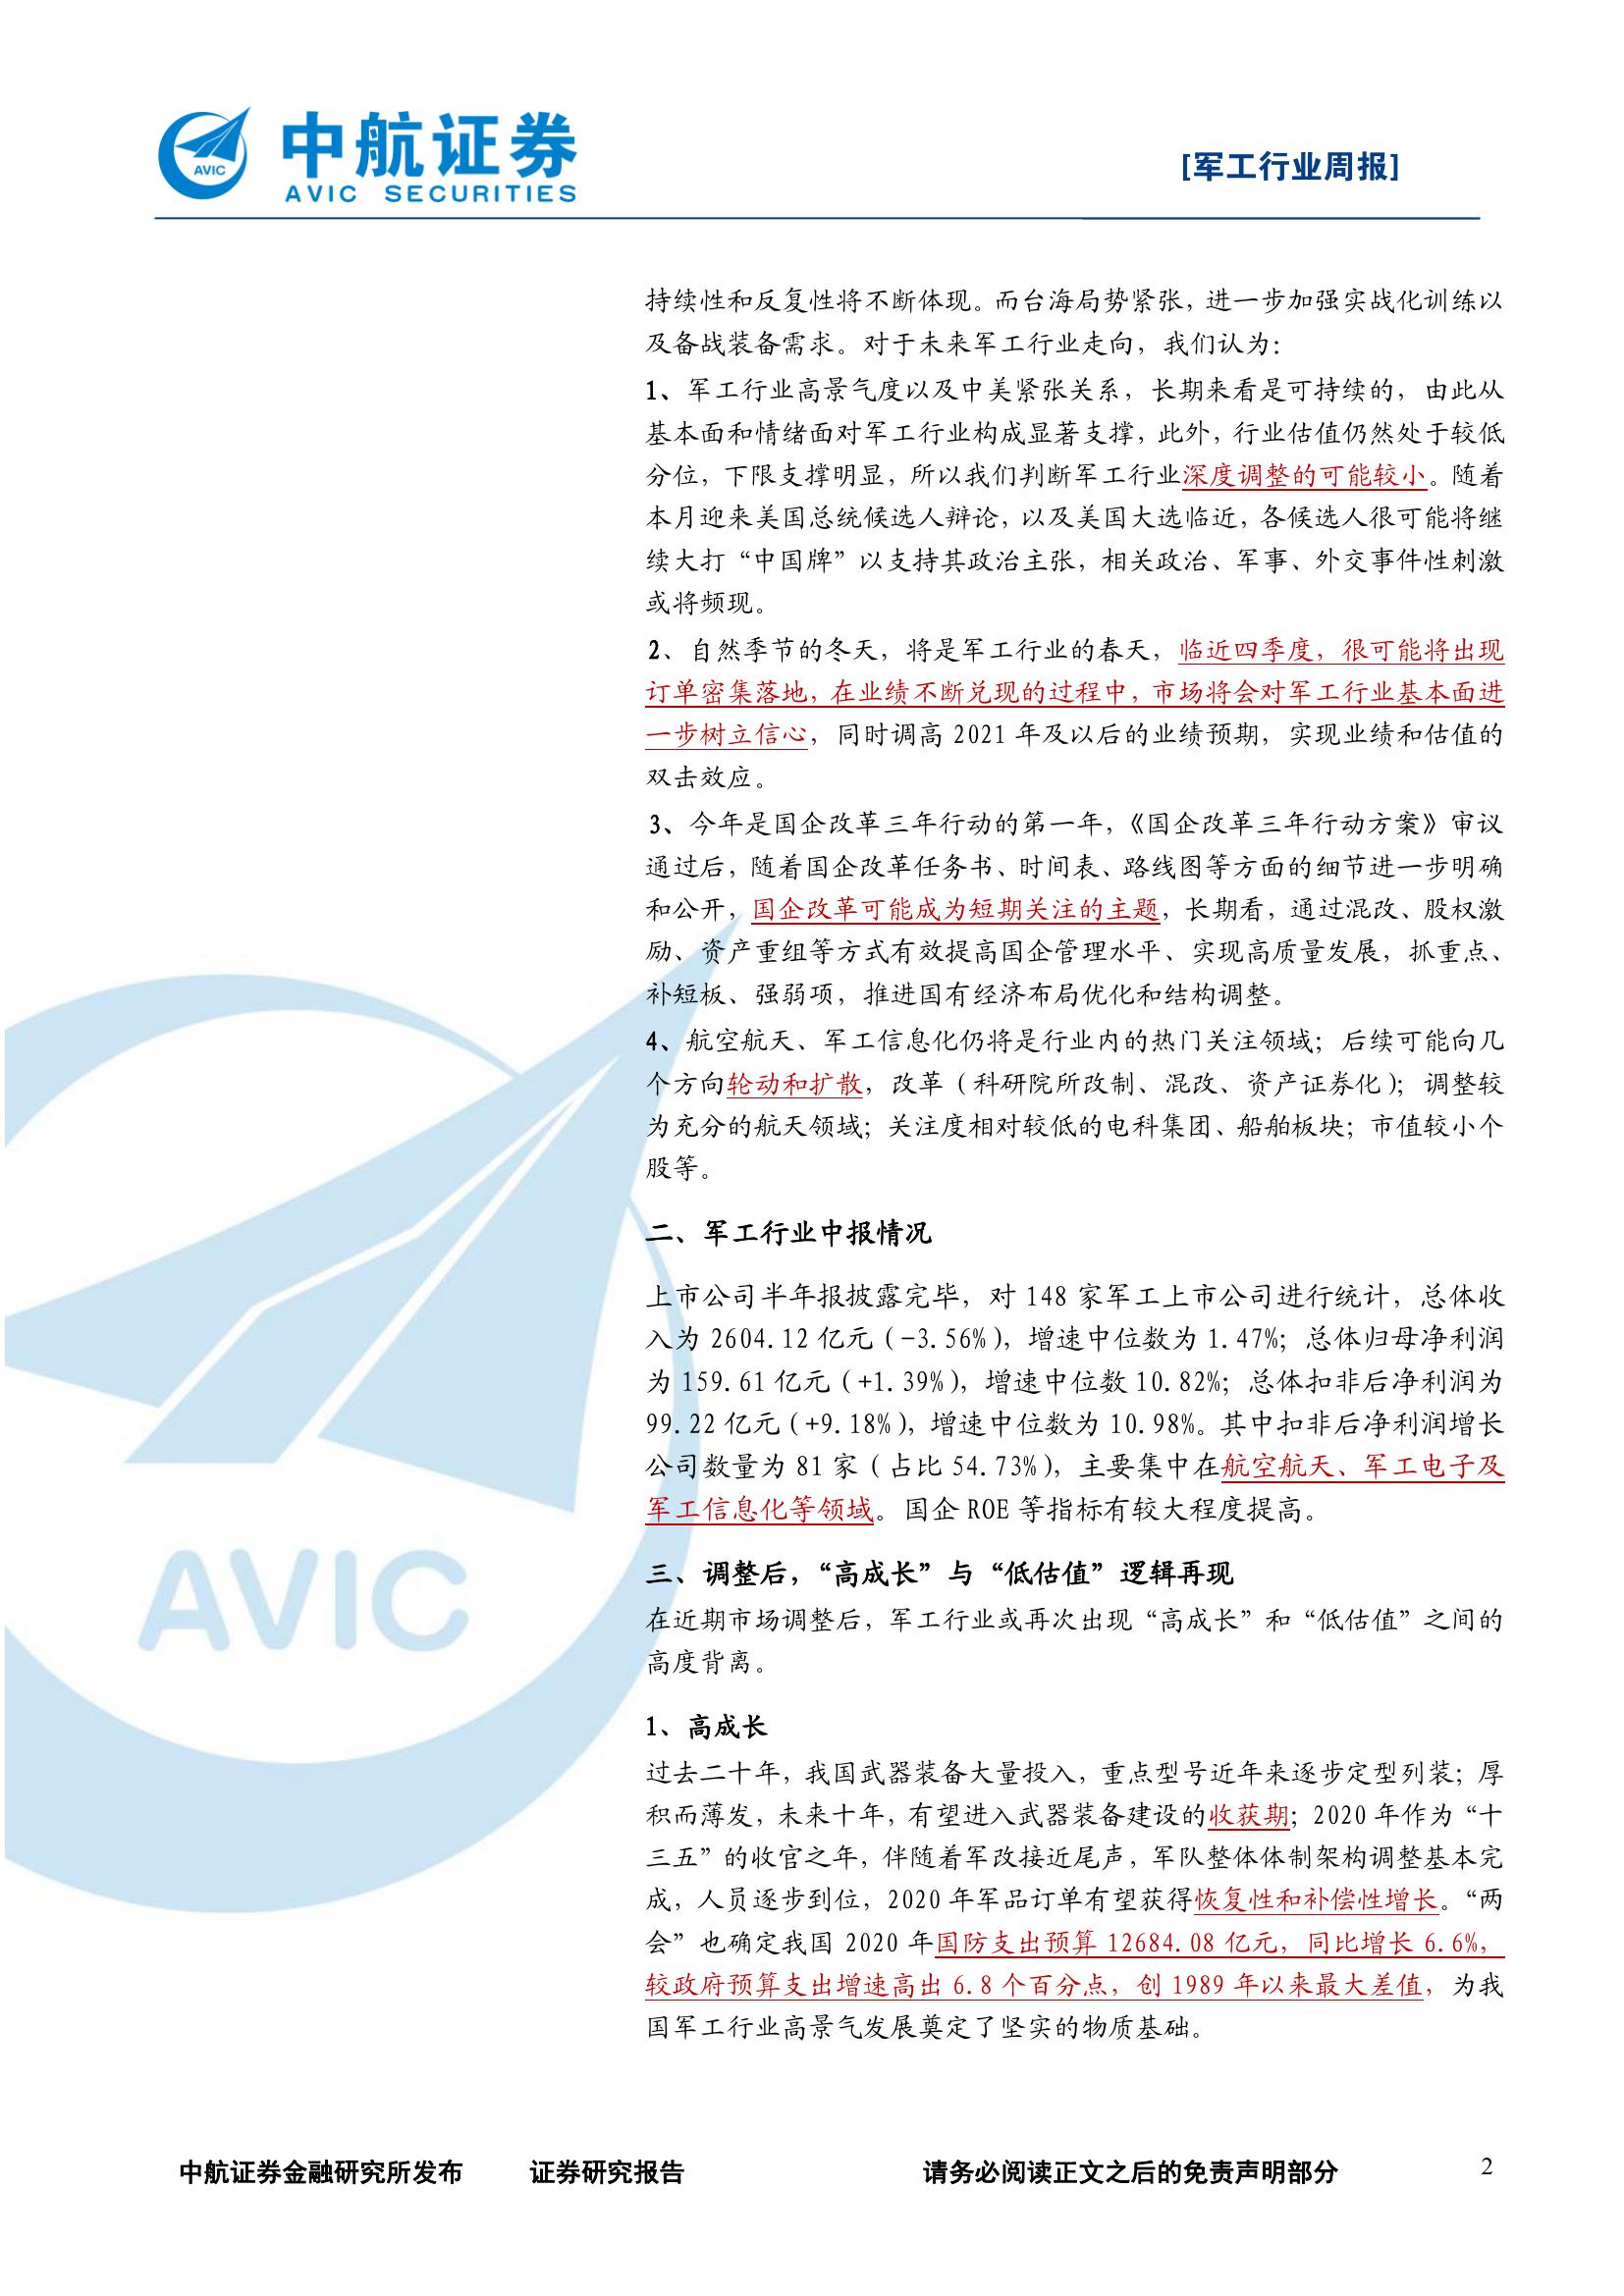 中航证券
AVIC SECURITIES
AVIC
[军工行业周报]
持续性和反复性将不断体现。而台海局势紧张，进一步加强实战化训练以
及备战装备需求。对于未来军工行业走向，我们认为：
1、军工行业高景气度以及中美紧张关系，长期来看是可持续的，由此从
基本面和情绪面对军工行业构成显著支撑，此外，行业估值仍然处于较低
分位，下限支撑明显，所以我们判断军工行业深度调整的可能较小。随着
本月迎来美国总统候选人辩论，以及美国大选临近，各候选人很可能将继
续大打“中国牌”以支持其政治主张，相关政治、军事、外交事件性刺激
或将频现。
2、自然季节的冬天，将是军工行业的春天，临近四季度，很可能将出现
订单密集落地，在业绩不断兑现的过程中，市场将会对军工行业基本面进
一步树立信心，同时调高 2021 年及以后的业绩预期，实现业绩和估值的
双击效应。
3、今年是国企改革三年行动的第一年，《国企改革三年行动方案》审议
通过后，随着国企改革任务书、时间表、路线图等方面的细节进一步明确
和公开，国企改革可能成为短期关注的主题，长期看，通过混改、股权激
励、资产重组等方式有效提高国企管理水平、实现高质量发展，抓重点、
补短板、强弱项，推进国有经济布局优化和结构调整。
4、航空航天、军工信息化仍将是行业内的热门关注领域；后续可能向几
个方向轮动和扩散，改革（科研院所改制、混改、资产证券化）；调整较
为充分的航天领域；关注度相对较低的电科集团、船舶板块；市值较小个
股等。
二、军工行业中报情况
上市公司半年报披露完毕，对 148 家军工上市公司进行统计，总体收
入为 2604.12 亿元（-3.56%），增速中位数为 1.47%；总体归母净利润
为 159.61 亿元（+1.39%），增速中位数 10.82%；总体扣非后净利润为
99.22 亿元（+9.18%），增速中位数为 10.98%。其中扣非后净利润增长
公司数量为 81 家（占比 54.73%），主要集中在航空航天、军工电子及
军工信息化等领域。国企 ROE 等指标有较大程度提高。
三、调整后，“高成长”与“低估值”逻辑再现
在近期市场调整后，军工行业或再次出现“高成长”和“低估值”之间的
高度背离。
1、高成长
过去二十年，我国武器装备大量投入，重点型号近年来逐步定型列装；厚
积而薄发，未来十年，有望进入武器装备建设的收获期；2020 年作为“十
三五”的收官之年，伴随着军改接近尾声，军队整体体制架构调整基本完
成，人员逐步到位，2020 年军品订单有望获得恢复性和补偿性增长。“两
会”也确定我国 2020 年国防支出预算 12684.08 亿元，同比增长 6.6%，
较政府预算支出增速高出 6.8 个百分点，创 1989 年以来最大差值，为我
国军工行业高景气发展奠定了坚实的物质基础。
AVIC
中航证券金融研究所发布 证券研究报告 请务必阅读正文之后的免责声明部分 2